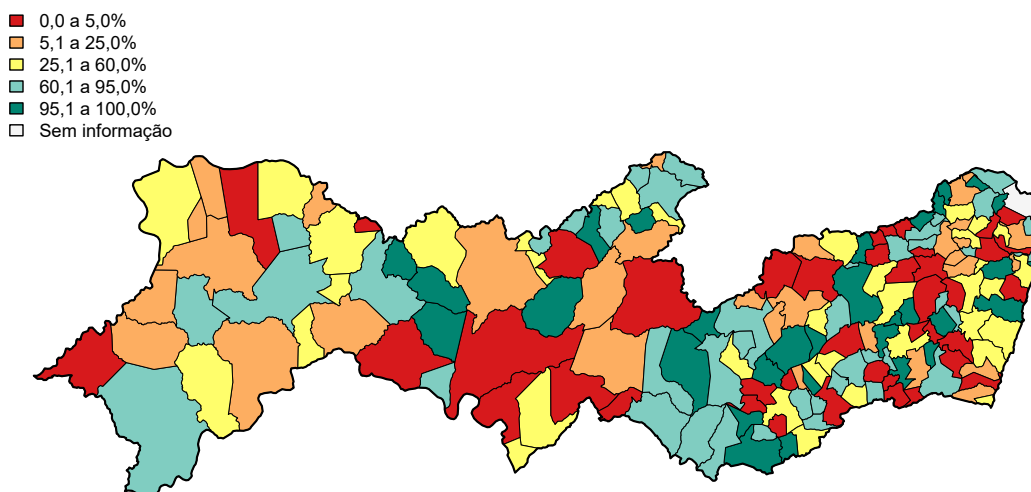 0,0 a 5,0%
5,1 a 25,0%
25,1 a 60,0%
60,1 a 95,0%
95,1 a 100,0%
Sem informação